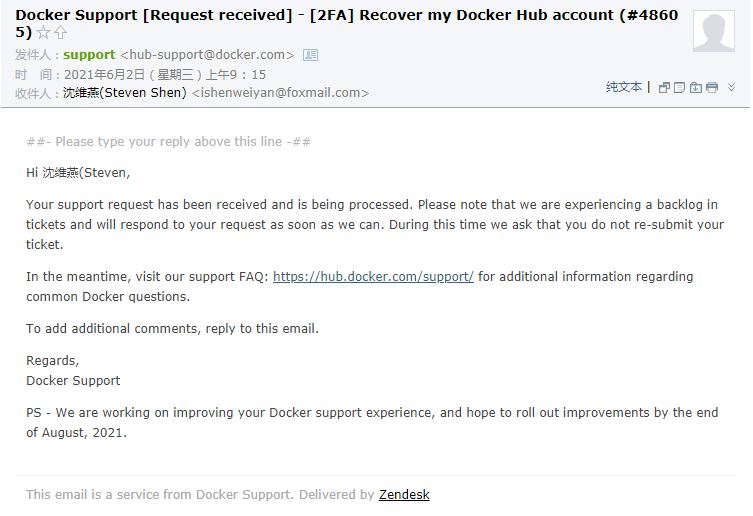 Docker Support [Request received] - [2FA] Recover my Docker Hub account (#4860
5)
发件人：support <hub-support@docker.com>
时　间：2021年6月2日（星期三）上午9：15
收件人：沈维燕(Steven Shen) <ishenweiyan@foxmail.com>
纯文本 |
##- Please type your reply above this line -##
Hi 沈维燕(Steven,
Your support request has been received and is being processed. Please note that we are experiencing a backlog in
tickets and will respond to your request as soon as we can. During this time we ask that you do not re-submit your
ticket.
In the meantime, visit our support FAQ: https://hub.docker.com/support/ for additional information regarding
common Docker questions.
To add additional comments, reply to this email.
Regards,
Docker Support
PS - We are working on improving your Docker support experience, and hope to roll out improvements by the end
of August, 2021.
This email is a service from Docker Support. Delivered by Zendesk